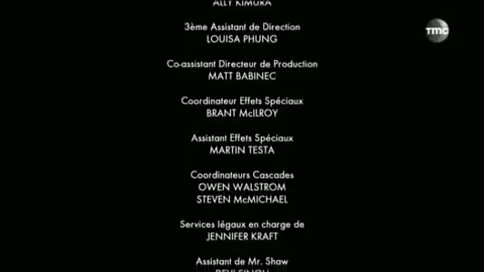 ALLY KIMURA
3ème Assistant de Direction
LOUISA PHUNG
Co-assistant Directeur de Production
MATT BABINEC
Coordinateur Effets Spéciaux
BRANT McILROY
Assistant Effets Spéciaux
MARTIN TESTA
Coordinateurs Cascades
OWEN WALSTROM
STEVEN McMICHAEL
Services légaux en charge de
JENNIFER KRAFT
Assistant de Mr. Shaw
TMC